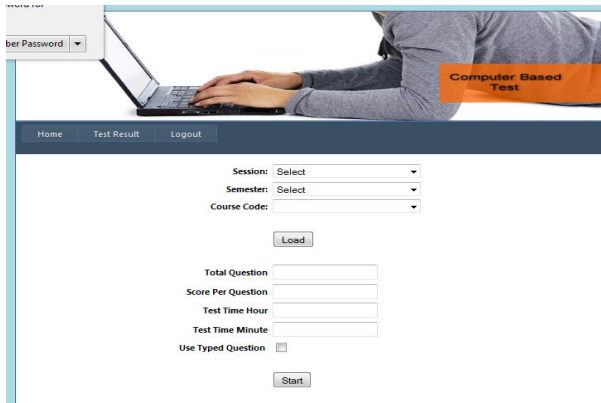 ber Password
Computer Based
Test
Home Test Result Logout
Session: Select
Semester: Select
Course Code:
Load
Total Question
Score Per Question
Test Time Hour
Test Time Minute
Use Typed Question
Start